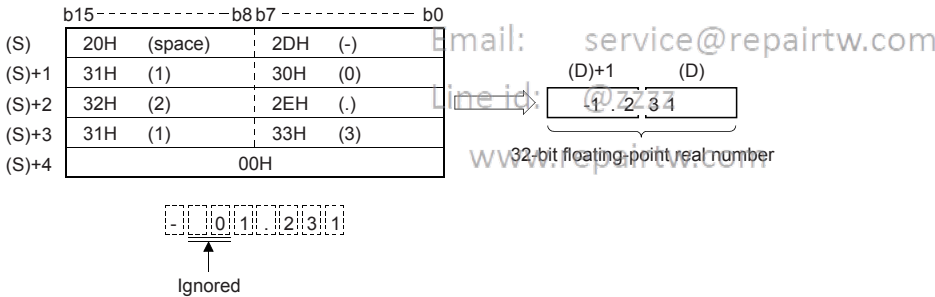 b15 b8 b7 b0
(S) 20H (space) 2DH (-)
(S)+1 31H (1) 30H (0)
(S)+2 32H (2) 2EH (.)
(S)+3 31H (1) 33H (3)
(S)+4 00H
Email: service@repairtw.com
(D)+1 (D)
Line id: @zzzz
-1 . 2 3 1
www.repairtw.com
32-bit floating-point real number
- 0 1 . 2 3 1
Ignored